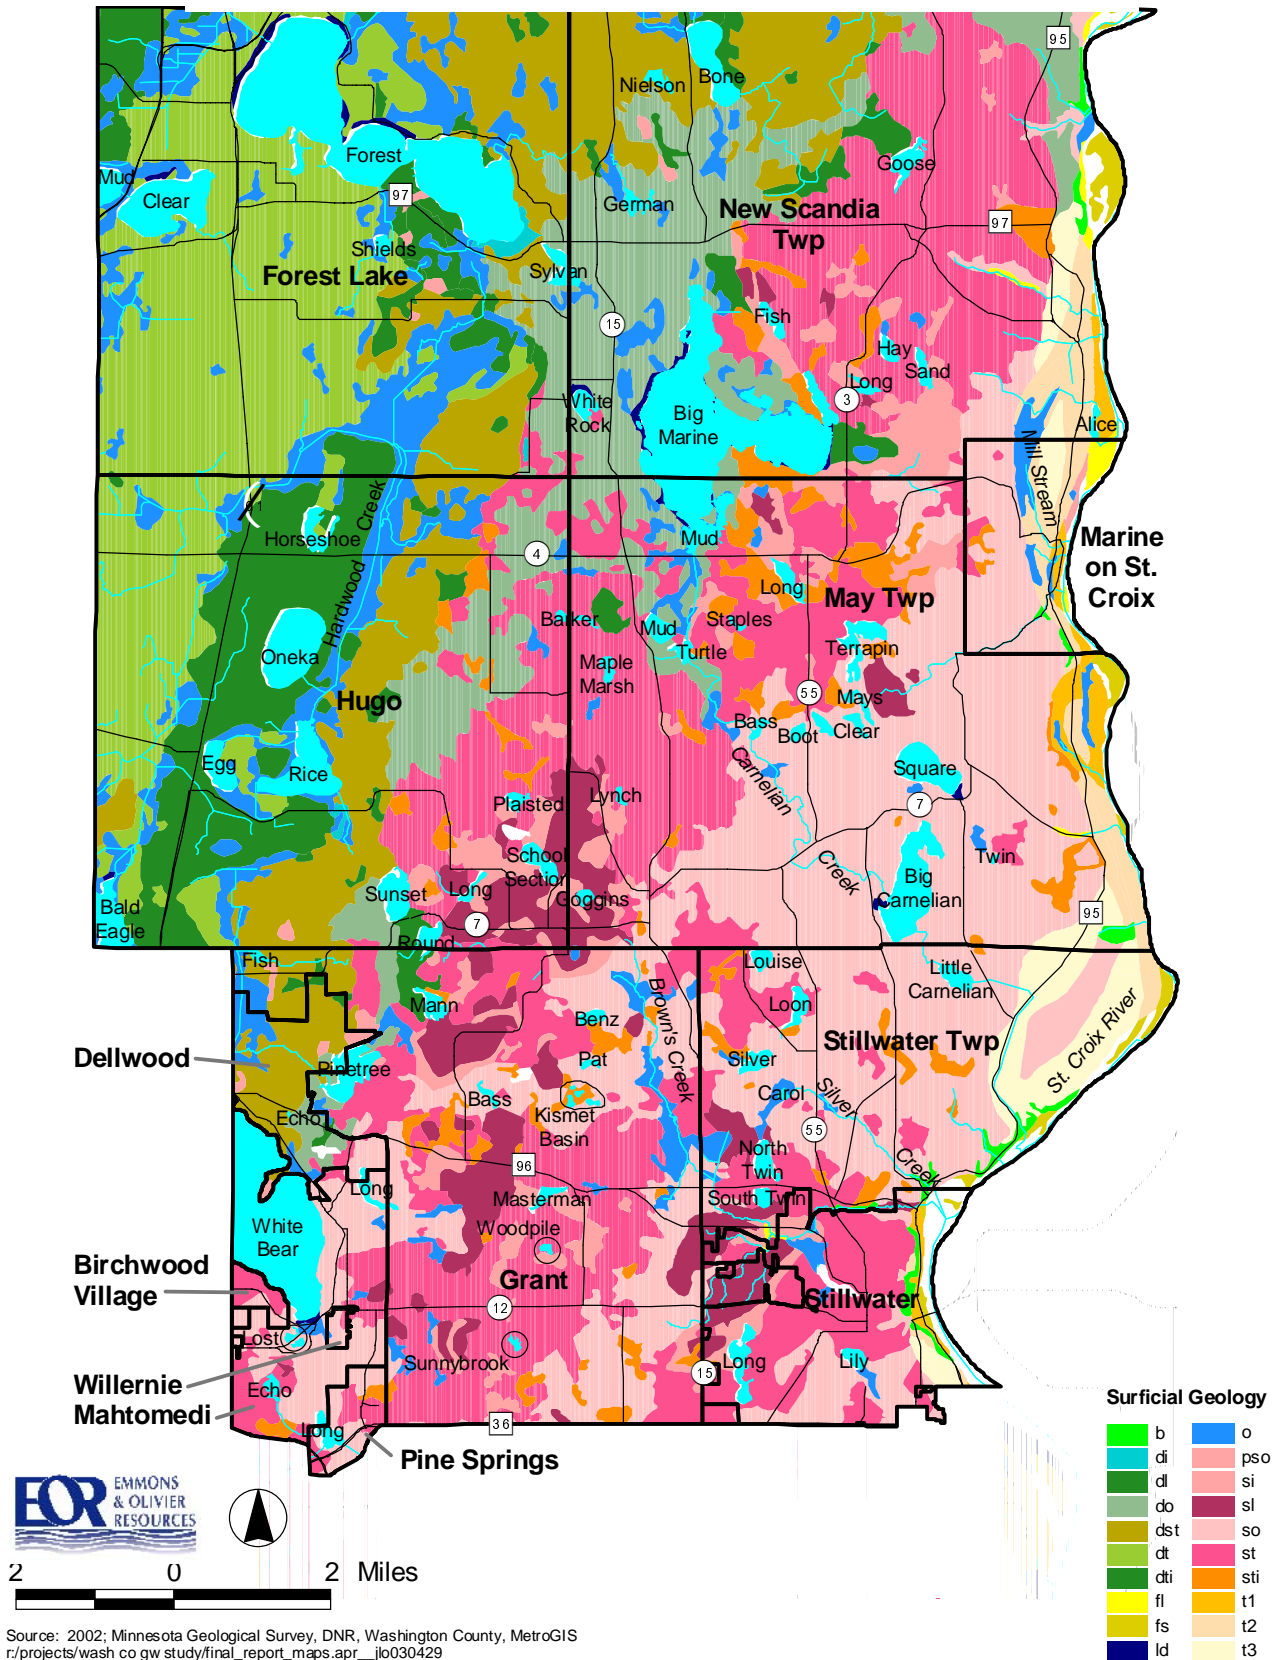 95
Nielson
Bone
Forest
Goose
Mud
Clear
97
German
New Scandia
Twp
97
Shields
Forest Lake
Sylvan
15
Fish
Hay
Sand
Long
3
White
Rock
Big
Marine
Alice
Mill Stream
Horseshoe
Hardwood Creek
4
Mud
Marine
on St.
Croix
Long
May Twp
Barker
Mud
Staples
Turtle
Terrapin
Oneka
Maple
Marsh
Hugo
55
Mays
Bass
Boot
Clear
Egg
Rice
Carnelian
Creek
Square
7
Plaisted
Lynch
School
Section
Twin
Big
Carnelian
Sunset
Long
Goggins
7
95
Bald
Eagle
Round
Fish
Louise
Little
Carnelian
Mann
Benz
Brown's Creek
Loon
Stillwater Twp
St. Croix River
Dellwood
Pinetree
Pat
Silver
Carol
Silver
Creek
Echo
Bass
Kismet
Basin
55
96
North
Twin
Long
Masterman
South Twin
White
Bear
Woodpile
Birchwood
Village
Grant
12
Stillwater
Lost
Sunnybrook
15
Long
Lily
Willernie
Echo
Mahtomedi
Long
36
Pine Springs
Surficial Geology
b
di
dl
do
dst
dt
dti
fl
fs
ld
o
pso
si
sl
so
st
sti
t1
t2
t3
EOR EMMONS
& OLIVIER
RESOURCES
2 0 2 Miles
Source: 2002; Minnesota Geological Survey, DNR, Washington County, MetroGIS
r:/projects/wash co gw study/final_report_maps.apr__jlo030429